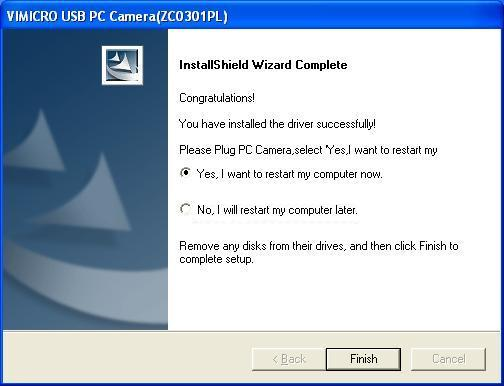 VIMICRO USB PC Camera(ZC0301PL)
InstallShield Wizard Complete
Congratulations!
You have installed the driver successfully!
Please Plug PC Camera,select "Yes,I want to restart my
Yes, I want to restart my computer now.
No, I will restart my computer later.
Remove any disks from their drives, and then click Finish to
complete setup.
< Back
Finish
Cancel